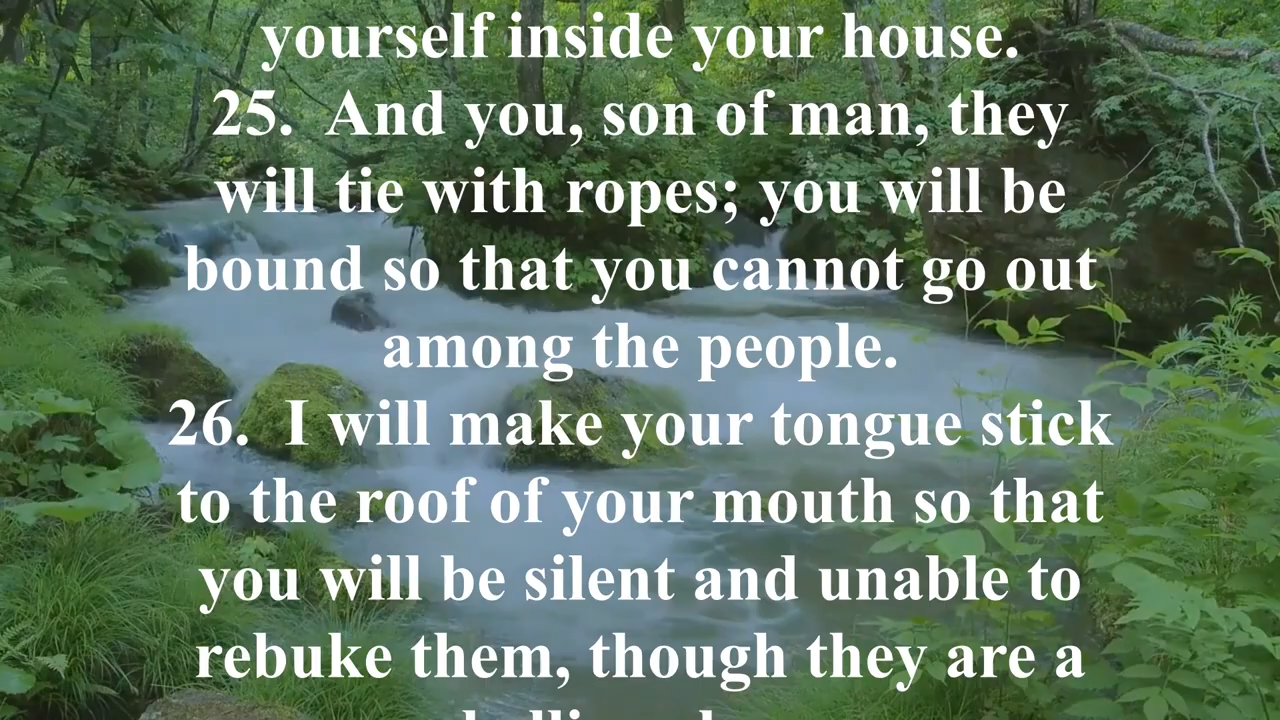 yourself inside your house.
25. And you, son of man, they
will tie with ropes; you will be
bound so that you cannot go out
among the people.
26. I will make your tongue stick
to the roof of your mouth so that
you will be silent and unable to
rebuke them, though they are a